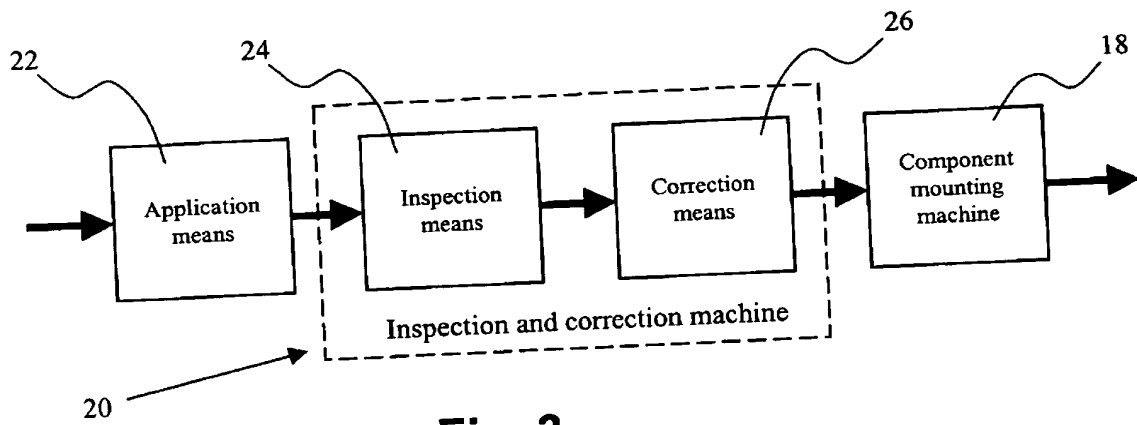 22
24
26
18
Application
means
Inspection
means
Correction
means
Component
mounting
machine
Inspection and correction machine
20